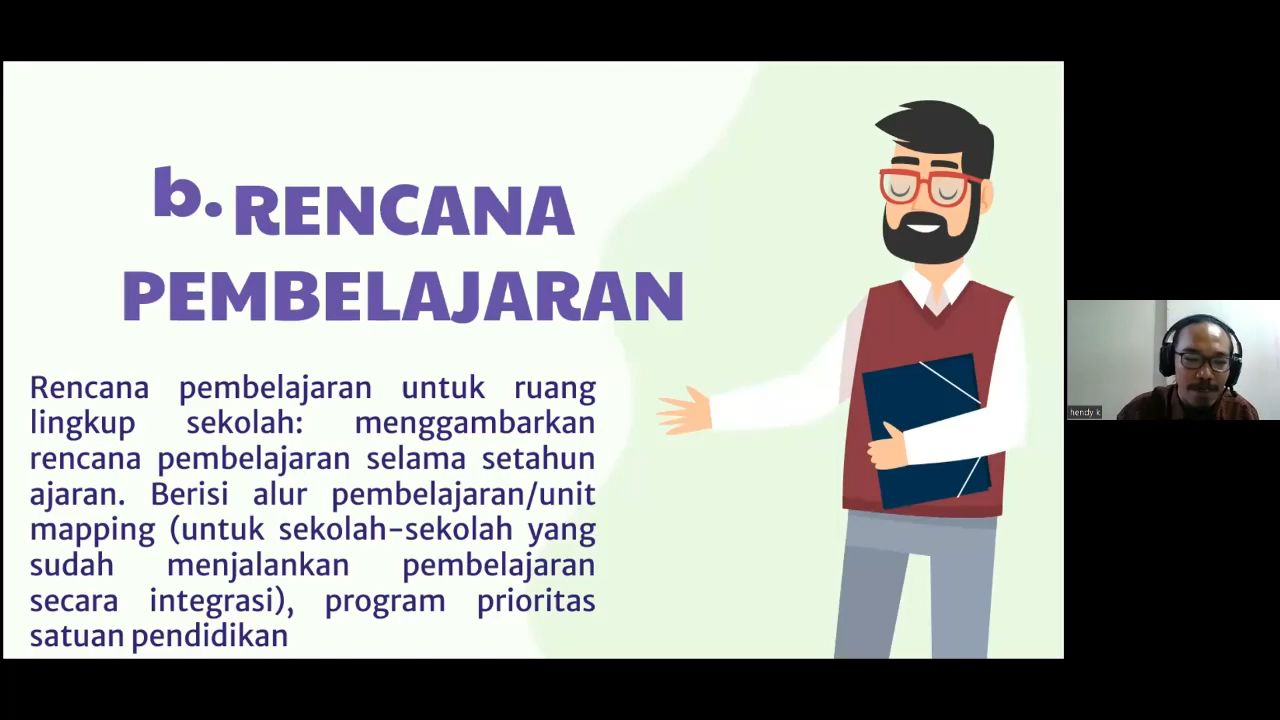 b. RENCANA
PEMBELAJARAN
Rencana pembelajaran untuk ruang
lingkup sekolah: menggambarkan
rencana pembelajaran selama setahun
ajaran. Berisi alur pembelajaran/unit
mapping (untuk sekolah-sekolah yang
sudah menjalankan pembelajaran
secara integrasi), program prioritas
satuan pendidikan
hendy k